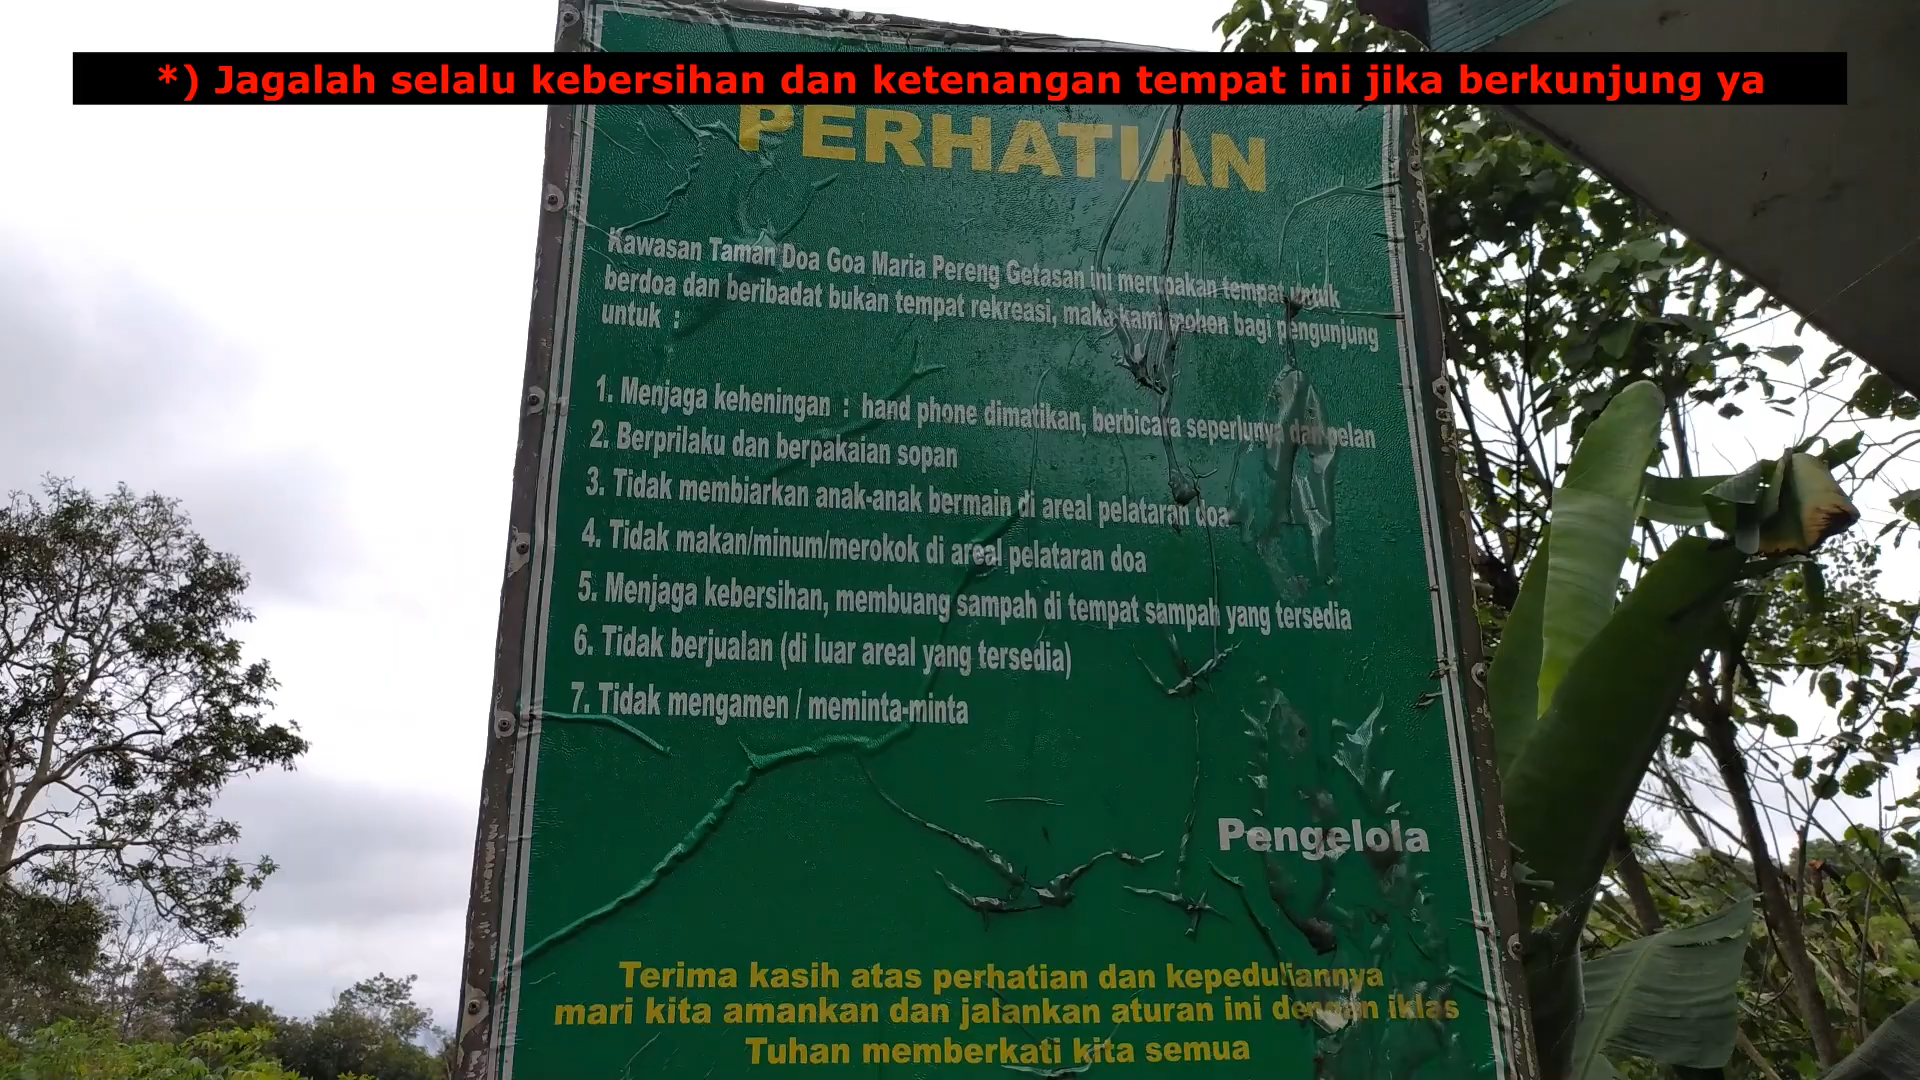 *) Jagalah selalu kebersihan dan ketenangan tempat ini jika berkunjung ya
PERHATIAN
Kawasan Taman Doa Goa Maria Pereng Getasan ini merupakan tempat untuk
berdoa dan beribadat bukan tempat rekreasi, maka kami mohon bagi pengunjung
untuk :
1. Menjaga keheningan : hand phone dimatikan, berbicara seperlunya dan pelan
2. Berprilaku dan berpakaian sopan
3. Tidak membiarkan anak-anak bermain di areal pelataran doa
4. Tidak makan/minum/merokok di areal pelataran doa
5. Menjaga kebersihan, membuang sampah di tempat sampah yang tersedia
6. Tidak berjualan (di luar areal yang tersedia)
7. Tidak mengamen / meminta-minta
Pengelola
Terima kasih atas perhatian dan kepeduliannya
mari kita amankan dan jalankan aturan ini dengan iklas
Tuhan memberkati kita semua